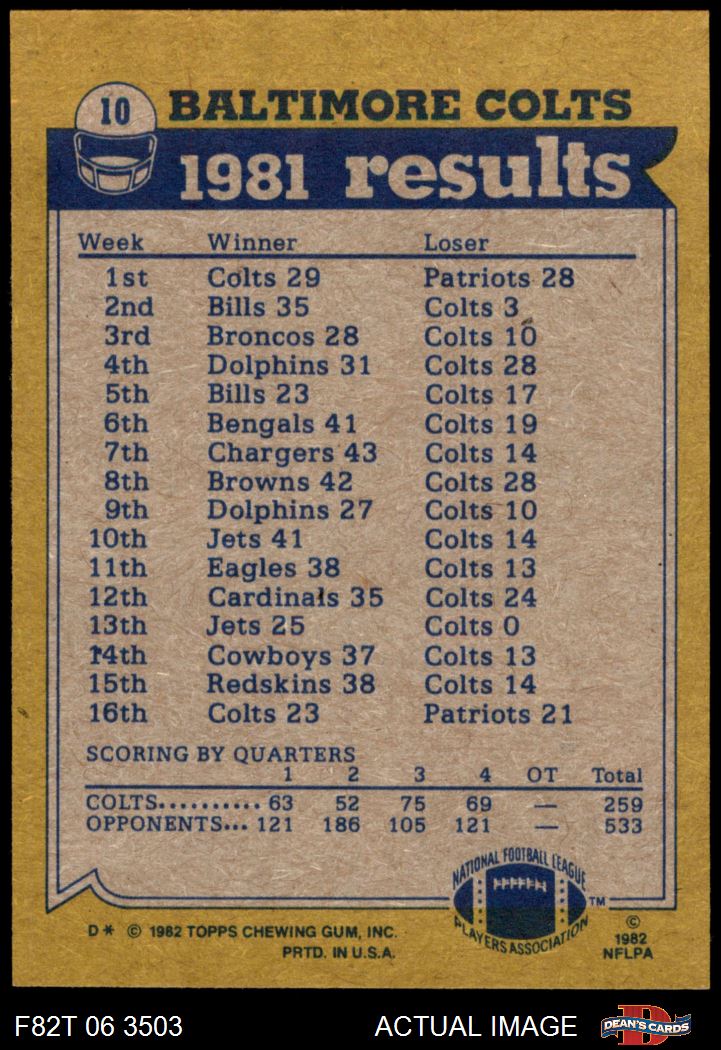 10 BALTIMORE COLTS
1981 results
Week Winner Loser
1st Colts 29 Patriots 28
2nd Bills 35 Colts 3
3rd Broncos 28 Colts 10
4th Dolphins 31 Colts 28
5th Bills 23 Colts 17
6th Bengals 41 Colts 19
7th Chargers 43 Colts 14
8th Browns 42 Colts 28
9th Dolphins 27 Colts 10
10th Jets 41 Colts 14
11th Eagles 38 Colts 13
12th Cardinals 35 Colts 24
13th Jets 25 Colts 0
14th Cowboys 37 Colts 13
15th Redskins 38 Colts 14
16th Colts 23 Patriots 21
SCORING BY QUARTERS
1 2 3 4 OT Total
COLTS.......... 63 52 75 69 — 259
OPPONENTS... 121 186 105 121 — 533
NATIONAL FOOTBALL LEAGUE
PLAYERS ASSOCIATION
TM
D* © 1982 TOPPS CHEWING GUM, INC.
PRTD. IN U.S.A.
©
1982
NFLPA
F82T 06 3503 ACTUAL IMAGE
D
DEAN'S CARDS